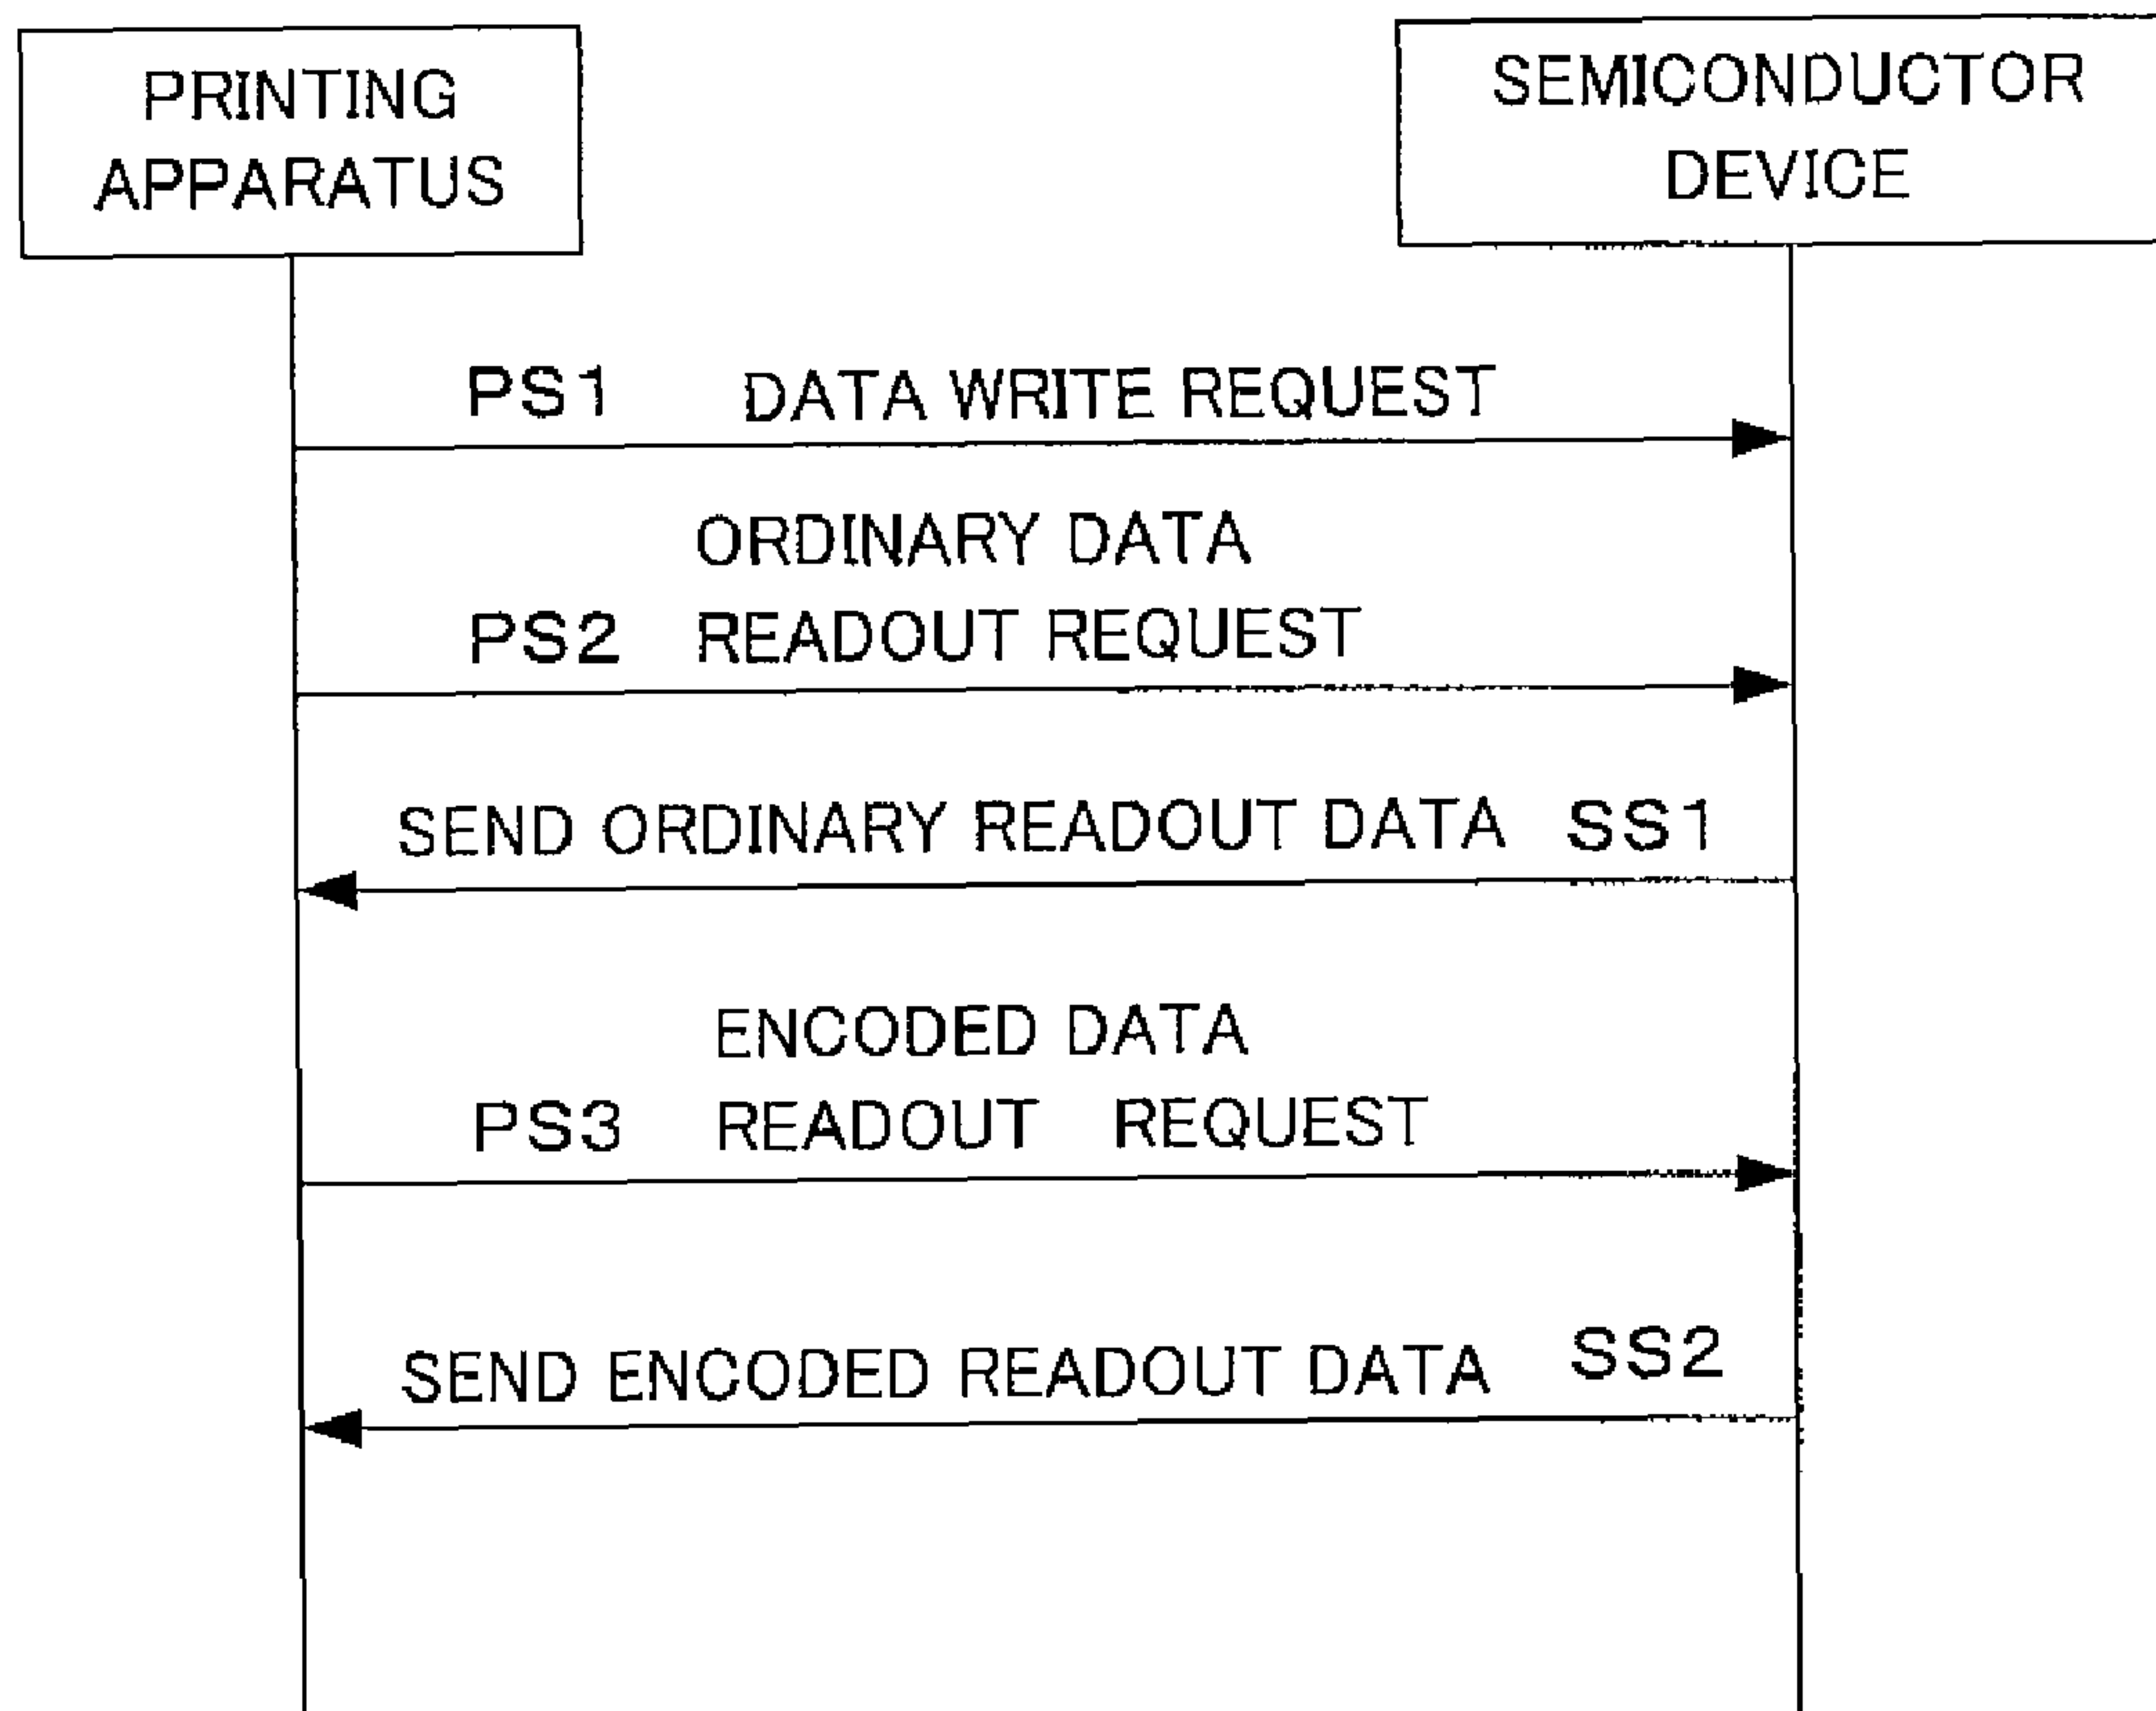 PRINTING
APPARATUS
SEMICONDUCTOR
DEVICE
PS1 DATA WRITE REQUEST
ORDINARY DATA
PS2 READOUT REQUEST
SEND ORDINARY READOUT DATA SS1
ENCODED DATA
PS3 READOUT REQUEST
SEND ENCODED READOUT DATA SS2